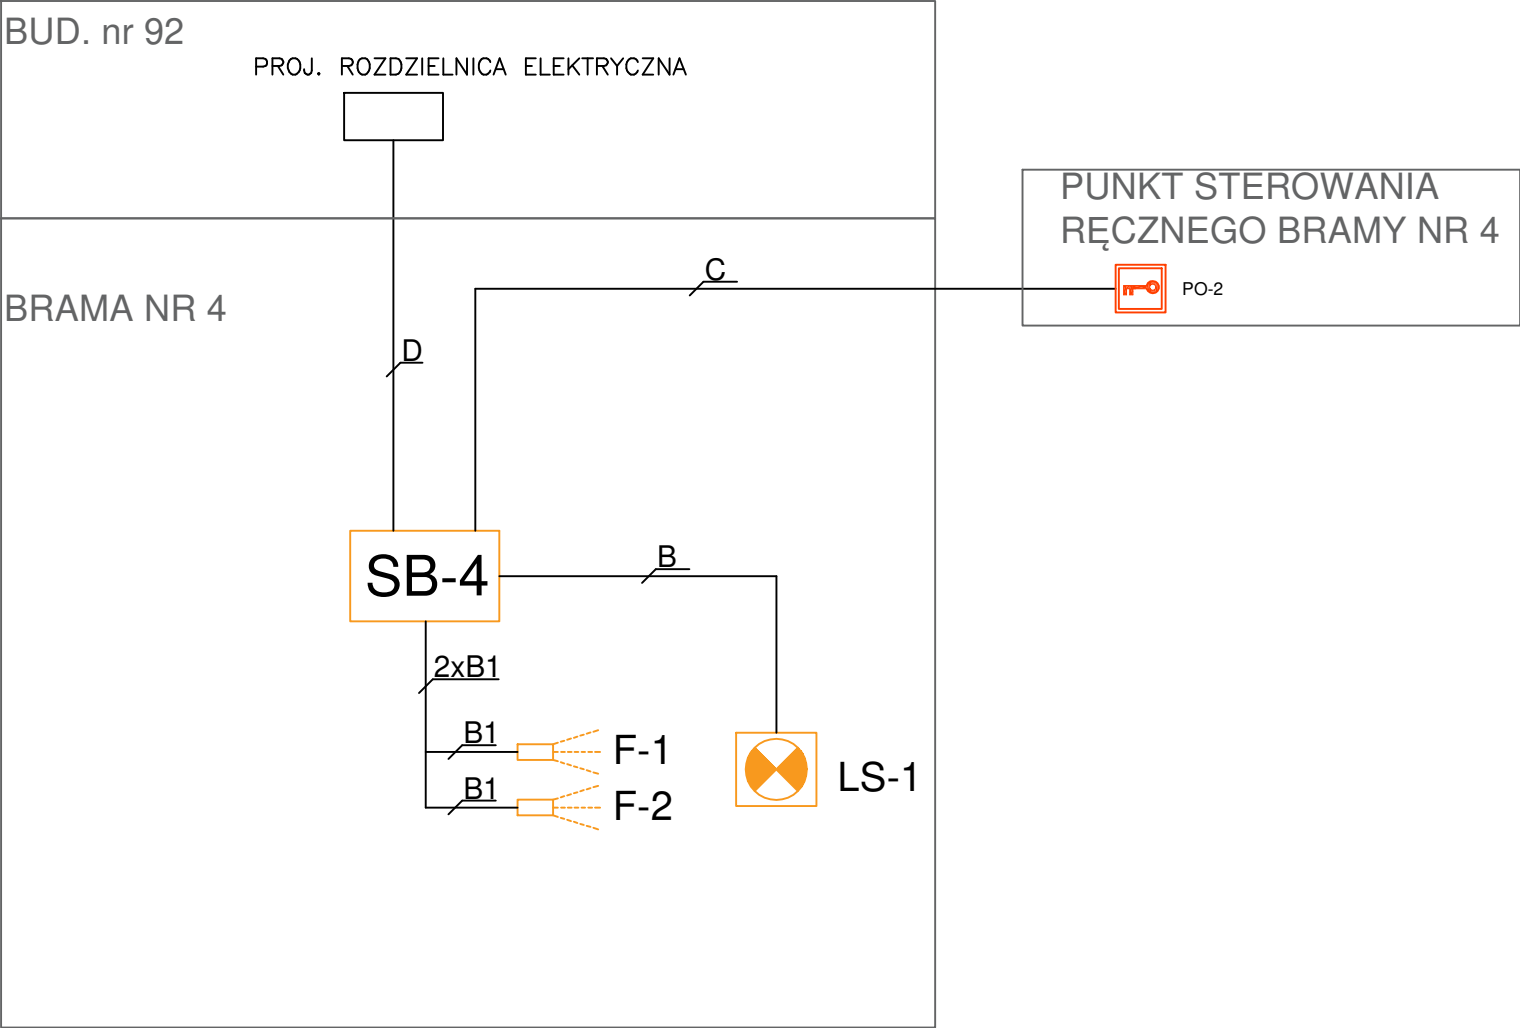 BUD. nr 92
PROJ. ROZDZIELNICA ELEKTRYCZNA
PUNKT STEROWANIA
RĘCZNEGO BRAMY NR 4
PO-2
C
BRAMA NR 4
D
SB-4
B
2xB1
B1
F-1
B1
F-2
LS-1